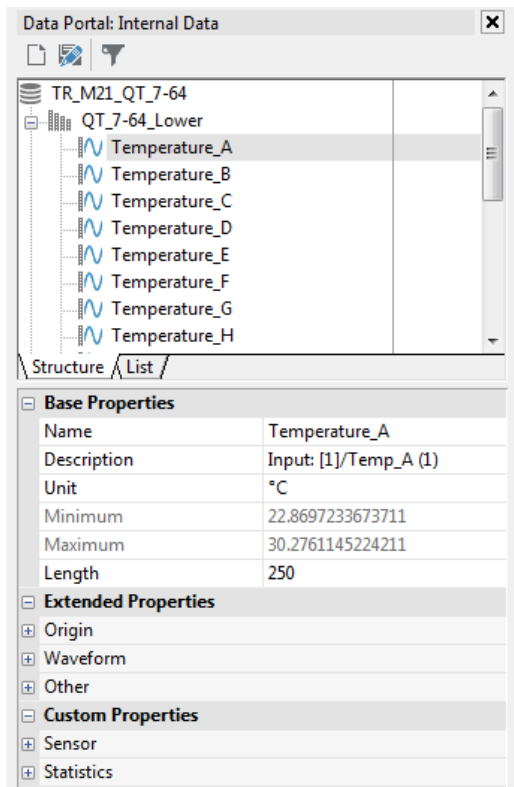 Data Portal: Internal Data
TR_M21_QT_7-64
QT_7-64_Lower
Temperature_A
Temperature_B
Temperature_C
Temperature_D
Temperature_E
Temperature_F
Temperature_G
Temperature_H
Structure List
Base Properties
Name Temperature_A
Description Input: [1]/Temp_A (1)
Unit °C
Minimum 22.8697233673711
Maximum 30.2761145224211
Length 250
Extended Properties
Origin
Waveform
Other
Custom Properties
Sensor
Statistics